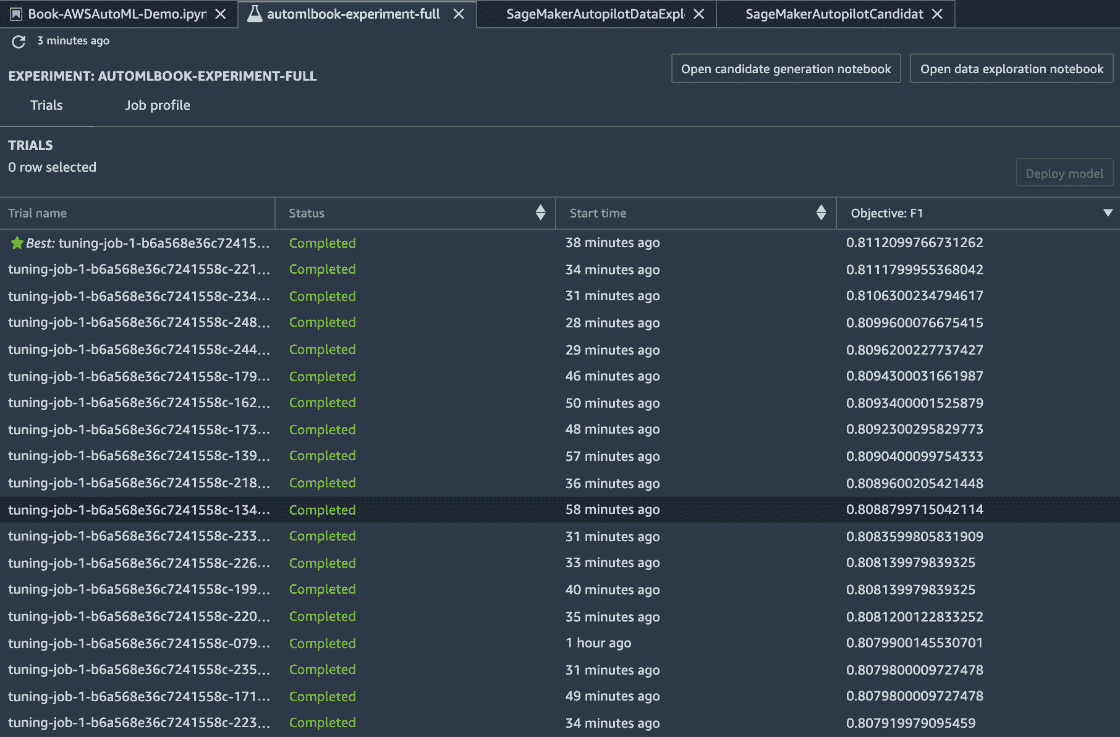 Book-AWSAutoML-Demo.ipyr automlbook-experiment-full SageMakerAutopilotDataExpl SageMakerAutopilotCandidat
3 minutes ago
EXPERIMENT: AUTOMLBOOK-EXPERIMENT-FULL Open candidate generation notebook Open data exploration notebook
Trials Job profile
TRIALS
0 row selected
Deploy model
Trial name Status Start time Objective: F1
Best: tuning-job-1-b6a568e36c72415... Completed 38 minutes ago 0.8112099766731262
tuning-job-1-b6a568e36c7241558c-221... Completed 34 minutes ago 0.8111799955368042
tuning-job-1-b6a568e36c7241558c-234... Completed 31 minutes ago 0.8106300234794617
tuning-job-1-b6a568e36c7241558c-248... Completed 28 minutes ago 0.8099600076675415
tuning-job-1-b6a568e36c7241558c-244... Completed 29 minutes ago 0.8096200227737427
tuning-job-1-b6a568e36c7241558c-179... Completed 46 minutes ago 0.8094300031661987
tuning-job-1-b6a568e36c7241558c-162... Completed 50 minutes ago 0.8093400001525879
tuning-job-1-b6a568e36c7241558c-173... Completed 48 minutes ago 0.8092300295829773
tuning-job-1-b6a568e36c7241558c-139... Completed 57 minutes ago 0.8090400099754333
tuning-job-1-b6a568e36c7241558c-218... Completed 36 minutes ago 0.8089600205421448
tuning-job-1-b6a568e36c7241558c-134... Completed 58 minutes ago 0.8088799715042114
tuning-job-1-b6a568e36c7241558c-233... Completed 31 minutes ago 0.8083599805831909
tuning-job-1-b6a568e36c7241558c-226... Completed 33 minutes ago 0.808139979839325
tuning-job-1-b6a568e36c7241558c-199... Completed 40 minutes ago 0.808139979839325
tuning-job-1-b6a568e36c7241558c-220... Completed 35 minutes ago 0.8081200122833252
tuning-job-1-b6a568e36c7241558c-079... Completed 1 hour ago 0.8079900145530701
tuning-job-1-b6a568e36c7241558c-235... Completed 31 minutes ago 0.8079800009727478
tuning-job-1-b6a568e36c7241558c-171... Completed 49 minutes ago 0.8079800009727478
tuning-job-1-b6a568e36c7241558c-223... Completed 34 minutes ago 0.807919979095459